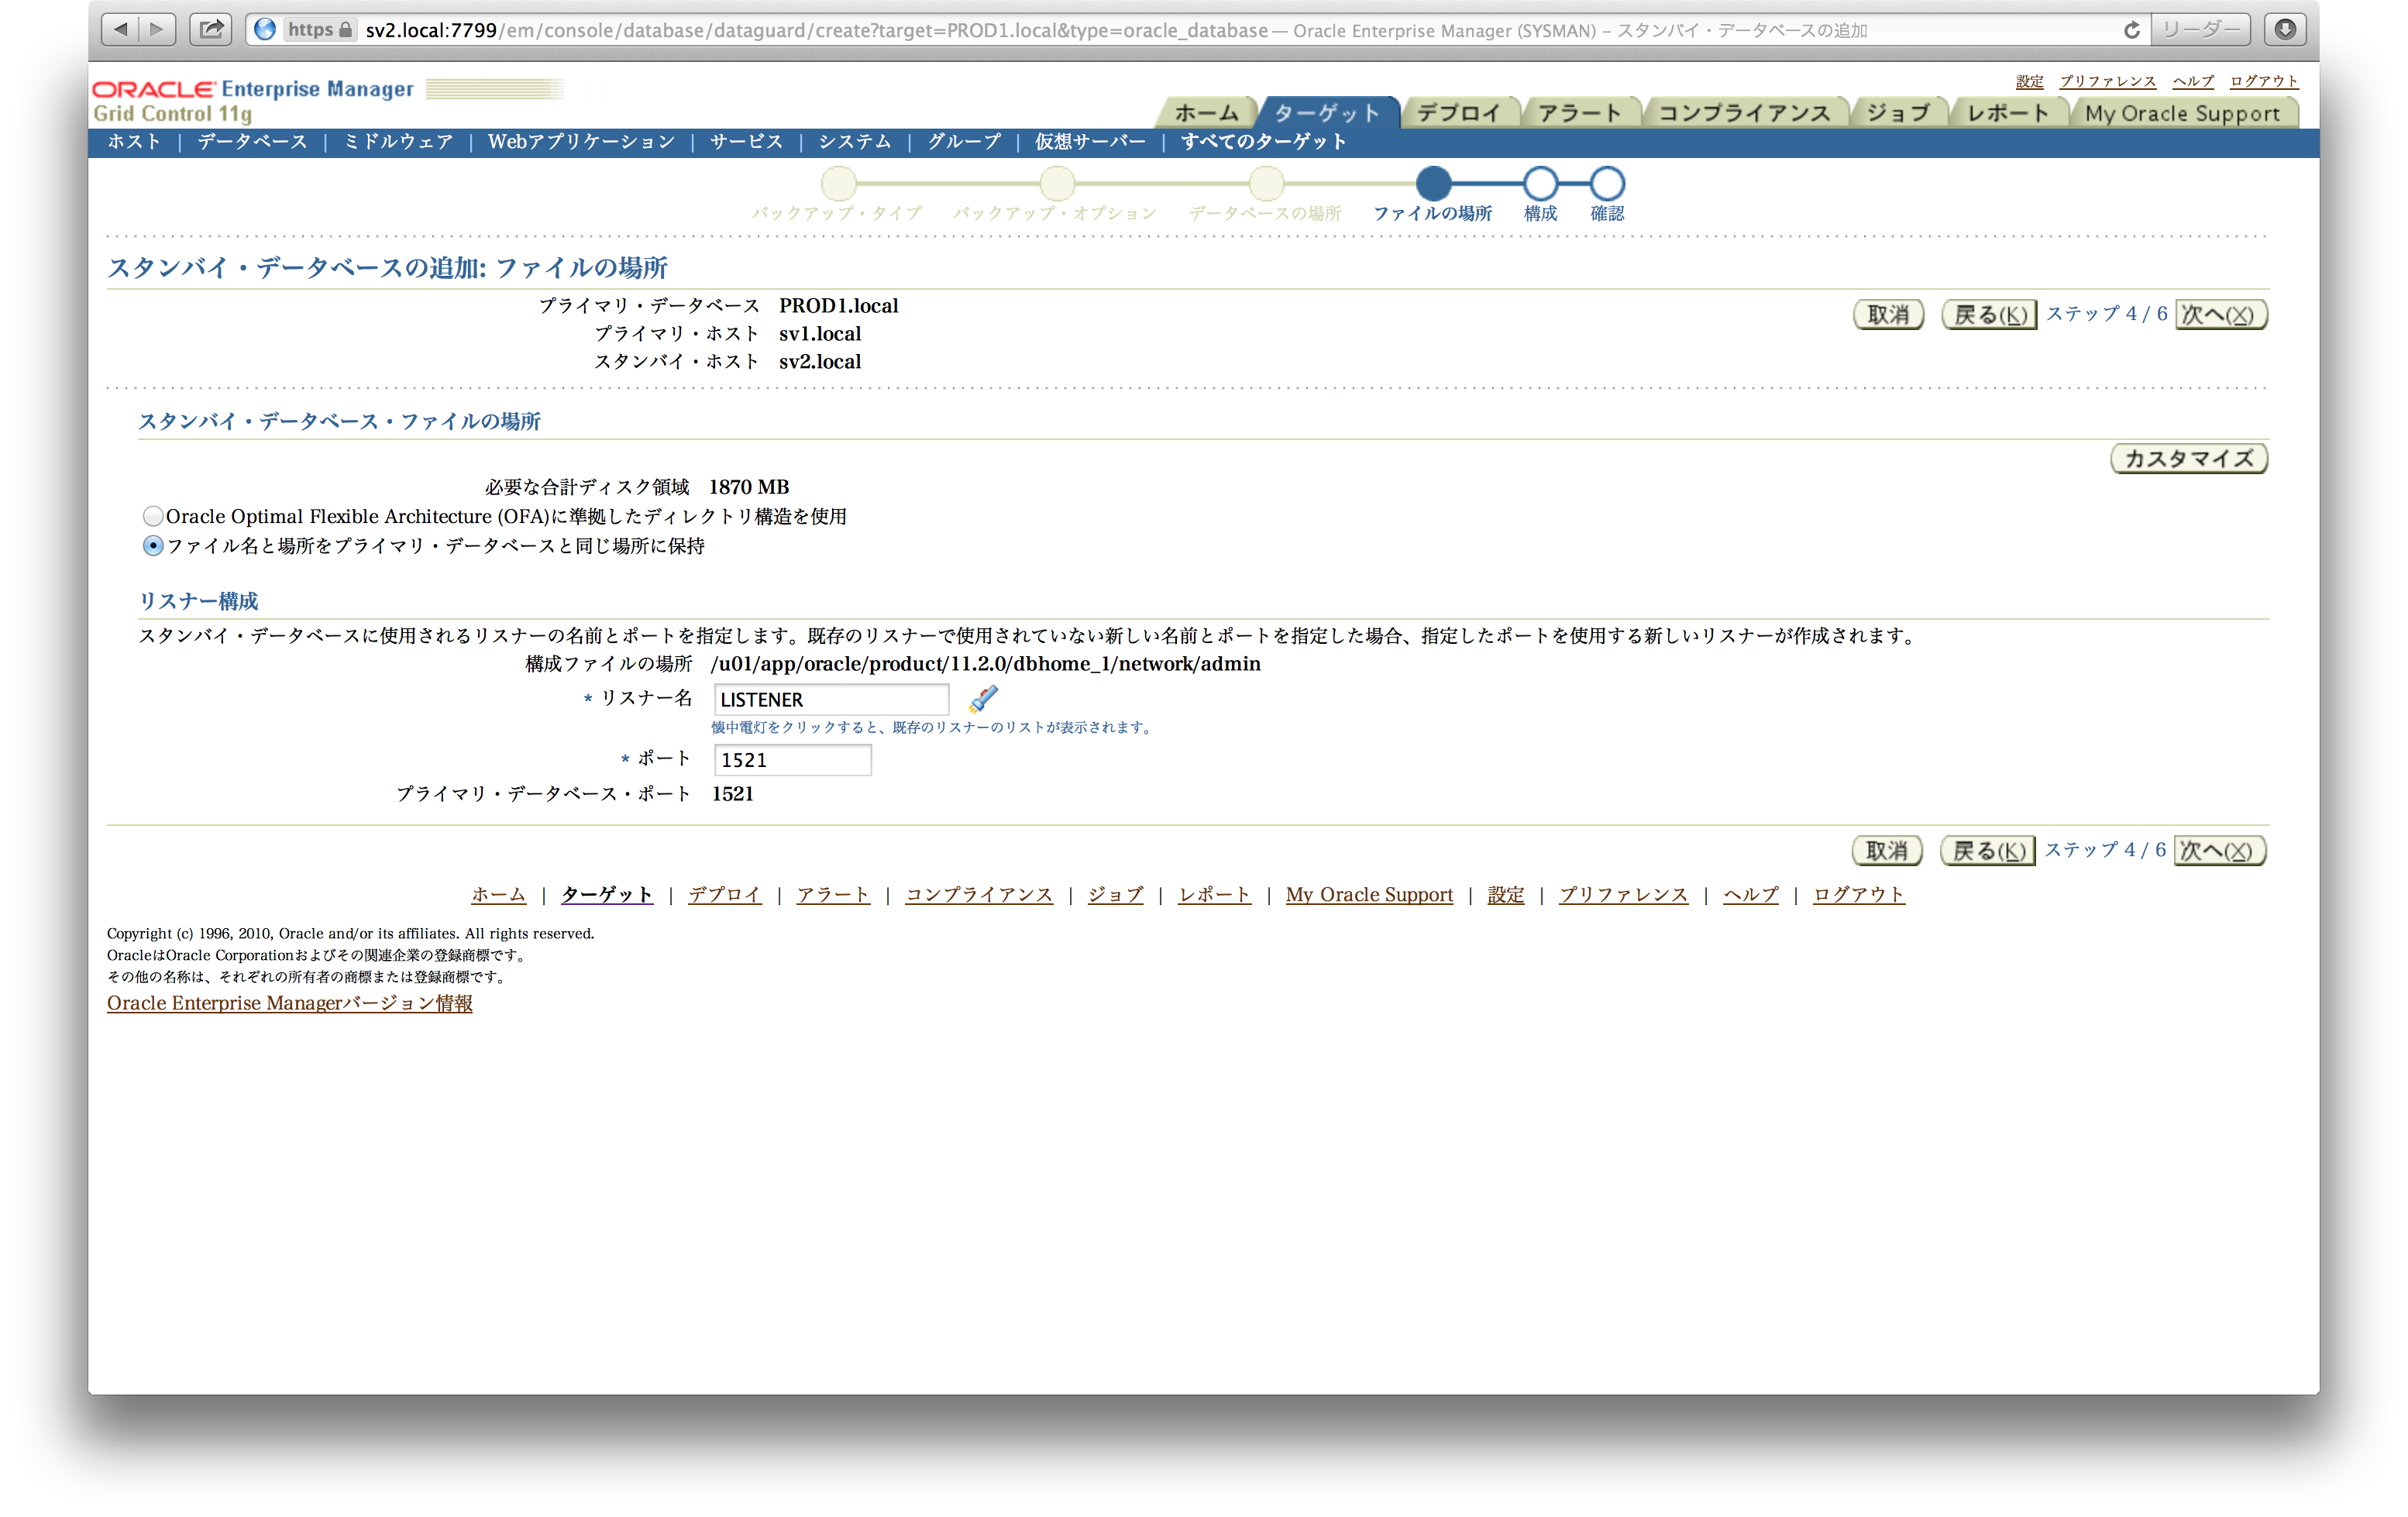 https sv2.local:7799/em/console/database/dataguard/create?target=PROD1.local&type=oracle_database — Oracle Enterprise Manager (SYSMAN) – スタンバイ・データベースの追加 リーダー
設定 プリファレンス ヘルプ ログアウト
ORACLE Enterprise Manager
Grid Control 11g
ホーム ターゲット デプロイ アラート コンプライアンス ジョブ レポート My Oracle Support
ホスト | データベース | ミドルウェア | Webアプリケーション | サービス | システム | グループ | 仮想サーバー | すべてのターゲット
バックアップ・タイプ バックアップ・オプション データベースの場所 ファイルの場所 構成 確認
スタンバイ・データベースの追加: ファイルの場所
プライマリ・データベース PROD1.local
プライマリ・ホスト sv1.local
スタンバイ・ホスト sv2.local
取消 戻る(K) ステップ 4 / 6 次へ(X)
スタンバイ・データベース・ファイルの場所
カスタマイズ
必要な合計ディスク領域 1870 MB
Oracle Optimal Flexible Architecture (OFA)に準拠したディレクトリ構造を使用
ファイル名と場所をプライマリ・データベースと同じ場所に保持
リスナー構成
スタンバイ・データベースに使用されるリスナーの名前とポートを指定します。既存のリスナーで使用されていない新しい名前とポートを指定した場合、指定したポートを使用する新しいリスナーが作成されます。
構成ファイルの場所 /u01/app/oracle/product/11.2.0/dbhome_1/network/admin
* リスナー名 LISTENER
懐中電灯をクリックすると、既存のリスナーのリストが表示されます。
* ポート 1521
プライマリ・データベース・ポート 1521
取消 戻る(K) ステップ 4 / 6 次へ(X)
ホーム | ターゲット | デプロイ | アラート | コンプライアンス | ジョブ | レポート | My Oracle Support | 設定 | プリファレンス | ヘルプ | ログアウト
Copyright (c) 1996, 2010, Oracle and/or its affiliates. All rights reserved.
OracleはOracle Corporationおよびその関連企業の登録商標です。
その他の名称は、それぞれの所有者の商標または登録商標です。
Oracle Enterprise Managerバージョン情報